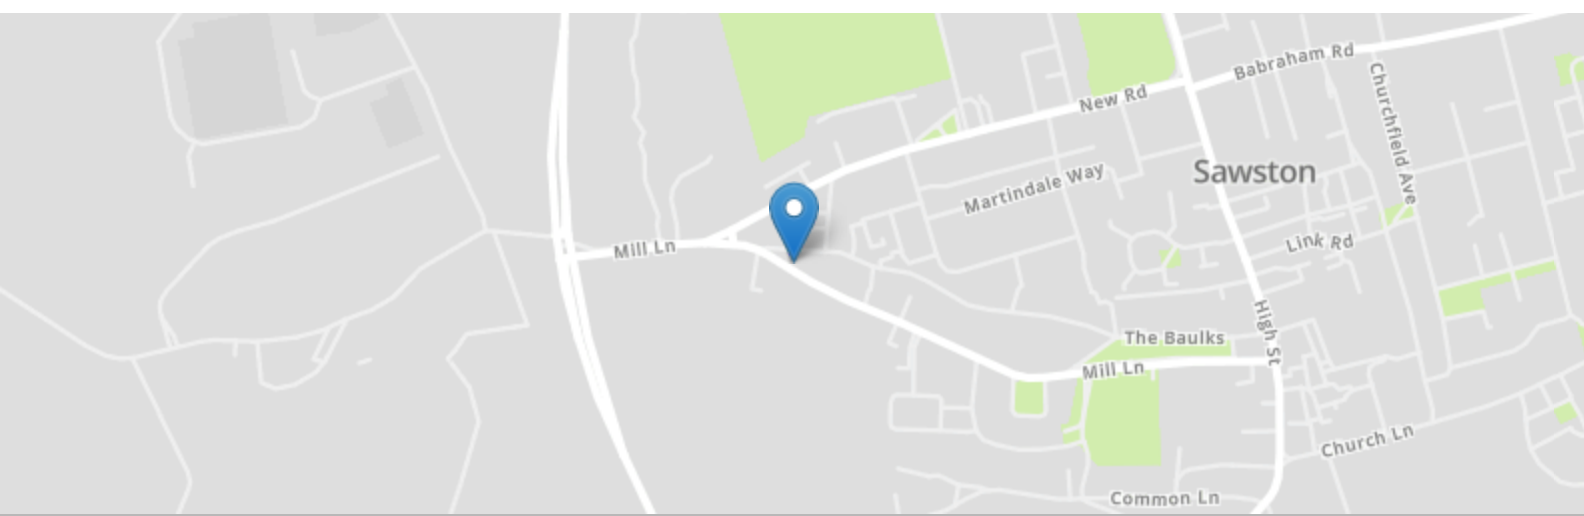 Babraham Rd
New Rd
Churchfield Ave
Sawston
Martindale Way
Link Rd
Mill Ln
High St
The Baulks
Mill Ln
Church Ln
Common Ln